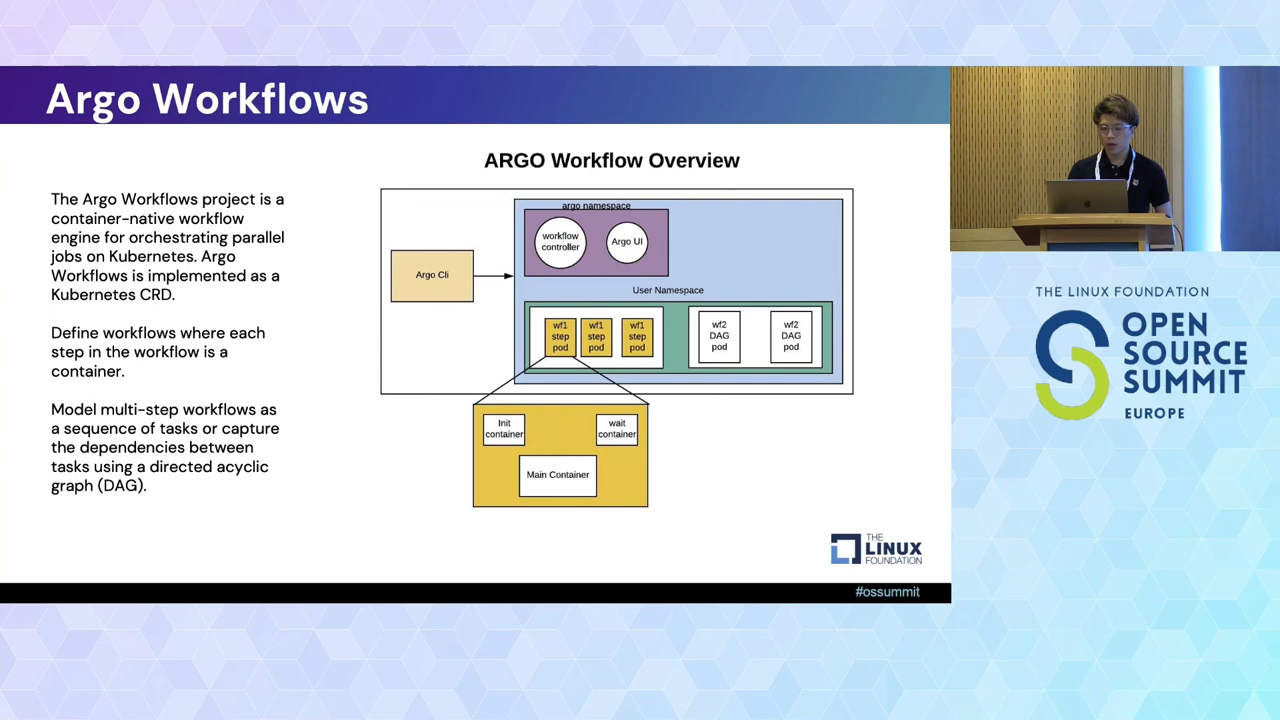 Argo Workflows
The Argo Workflows project is a
container-native workflow
engine for orchestrating parallel
jobs on Kubernetes. Argo
Workflows is implemented as a
Kubernetes CRD.
Define workflows where each
step in the workflow is a
container.
Model multi-step workflows as
a sequence of tasks or capture
the dependencies between
tasks using a directed acyclic
graph (DAG).
ARGO Workflow Overview
argo namespace
workflow
controller
Argo UI
Argo Cli
User Namespace
wf1
step
pod
wf1
step
pod
wf1
step
pod
wf2
DAG
pod
wf2
DAG
pod
Init
container
wait
container
Main Container
THE
LINUX
FOUNDATION
#ossummit
THE LINUX FOUNDATION
OPEN
SOURCE
SUMMIT
EUROPE